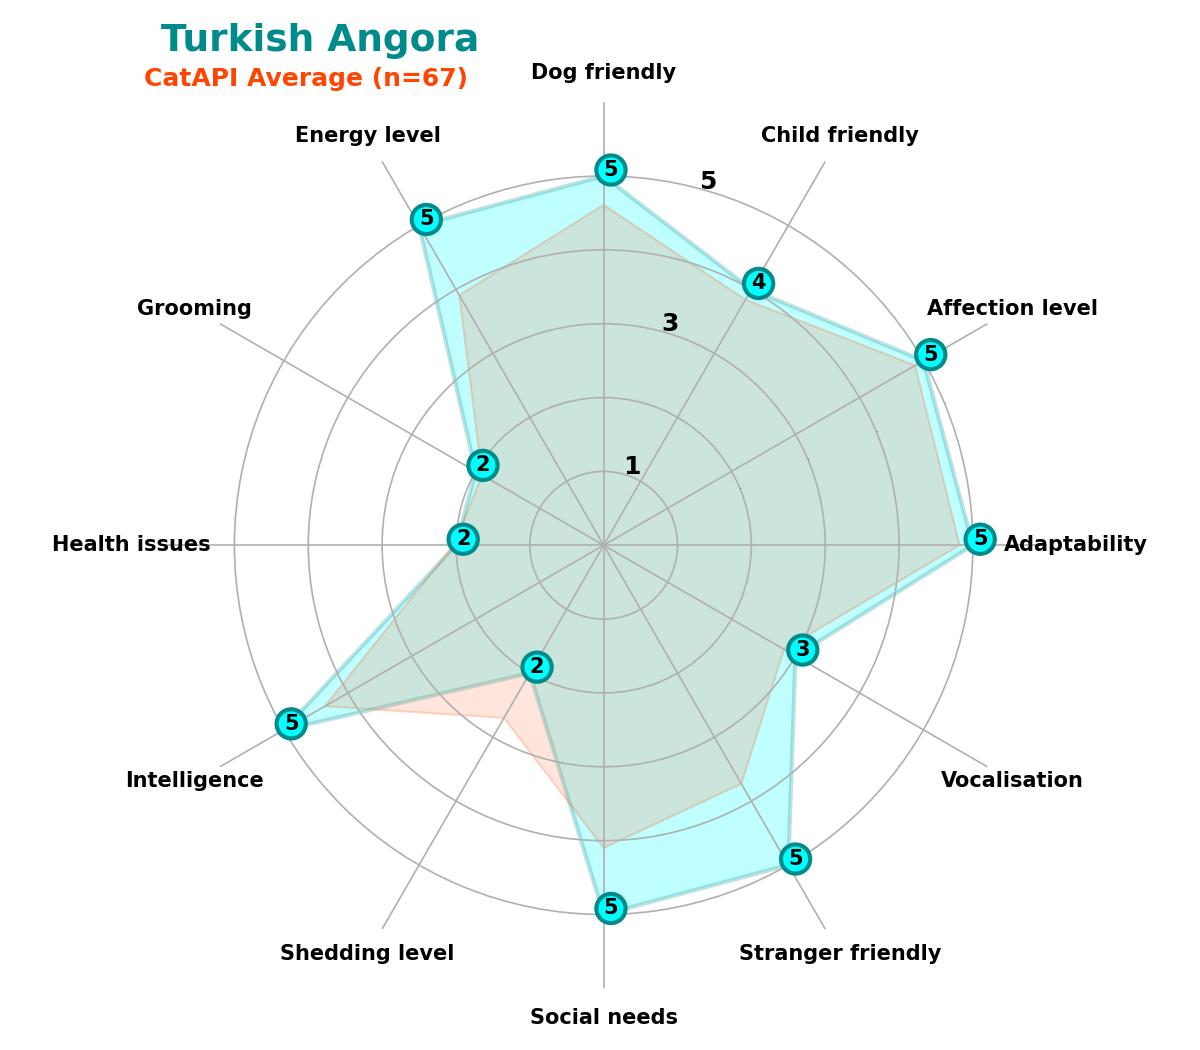 Turkish Angora
CatAPI Average (n=67)
Dog friendly
Energy level
Child friendly
5
5
5
4
Grooming
Affection level
3
5
2
1
Health issues
2
5
Adaptability
3
2
5
Intelligence
Vocalisation
5
5
Shedding level
Stranger friendly
Social needs